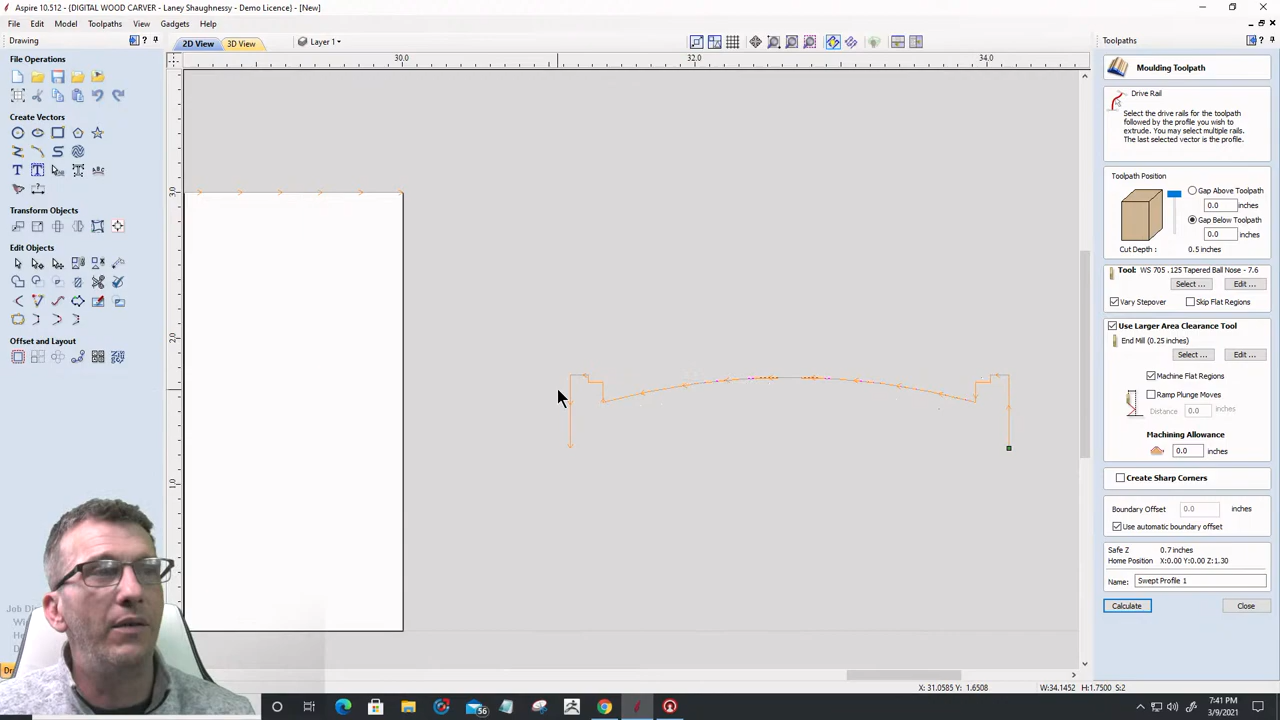 Aspire 10.512 - {DIGITAL WOOD CARVER - Laney Shaughnessy - Demo Licence} - [New]
File Edit Model Toolpaths View Gadgets Help
Drawing
2D View 3D View Layer 1
Toolpaths
30.0 32.0 34.0
File Operations
Create Vectors
Transform Objects
Edit Objects
Offset and Layout
3.0
2.0
1.0
Moulding Toolpath
Drive Rail
Select the drive rails for the toolpath
followed by the profile you wish to
extrude. You may select multiple rails.
The last selected vector is the profile.
Toolpath Position
Gap Above Toolpath
0.0 inches
Gap Below Toolpath
0.0 inches
Cut Depth : 0.5 inches
Tool: WS 705 .125 Tapered Ball Nose - 7.6
Select ... Edit ...
Vary Stepover Skip Flat Regions
Use Larger Area Clearance Tool
End Mill (0.25 inches)
Select ... Edit ...
Machine Flat Regions
Ramp Plunge Moves
Distance 0.0 inches
Machining Allowance
0.0 inches
Create Sharp Corners
Boundary Offset 0.0 inches
Use automatic boundary offset
Safe Z 0.7 inches
Home Position X:0.00 Y:0.00 Z:1.30
Name: Swept Profile 1
Calculate Close
X: 31.0585 Y: 1.6508 W:34.1452 H:1.7500 S:2
56
7:41 PM
3/9/2021